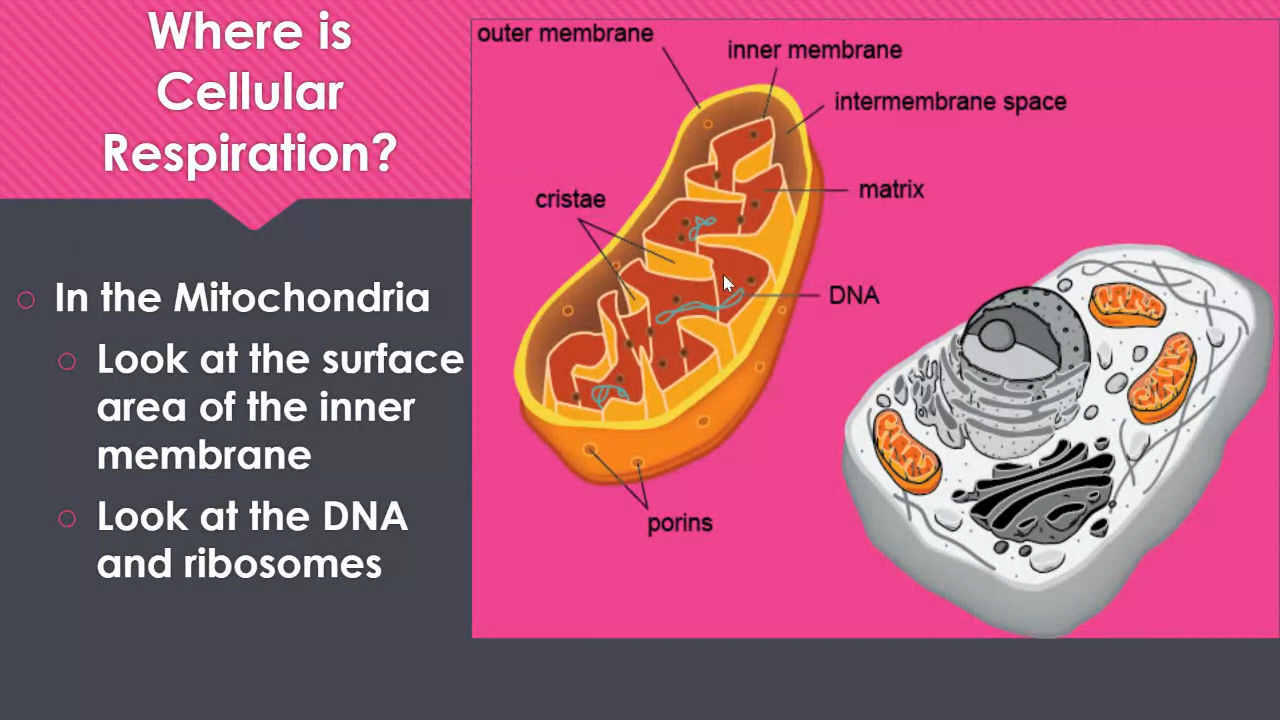 Where is
Cellular
Respiration?
In the Mitochondria
Look at the surface
area of the inner
membrane
Look at the DNA
and ribosomes
outer membrane
inner membrane
intermembrane space
cristae
matrix
DNA
porins